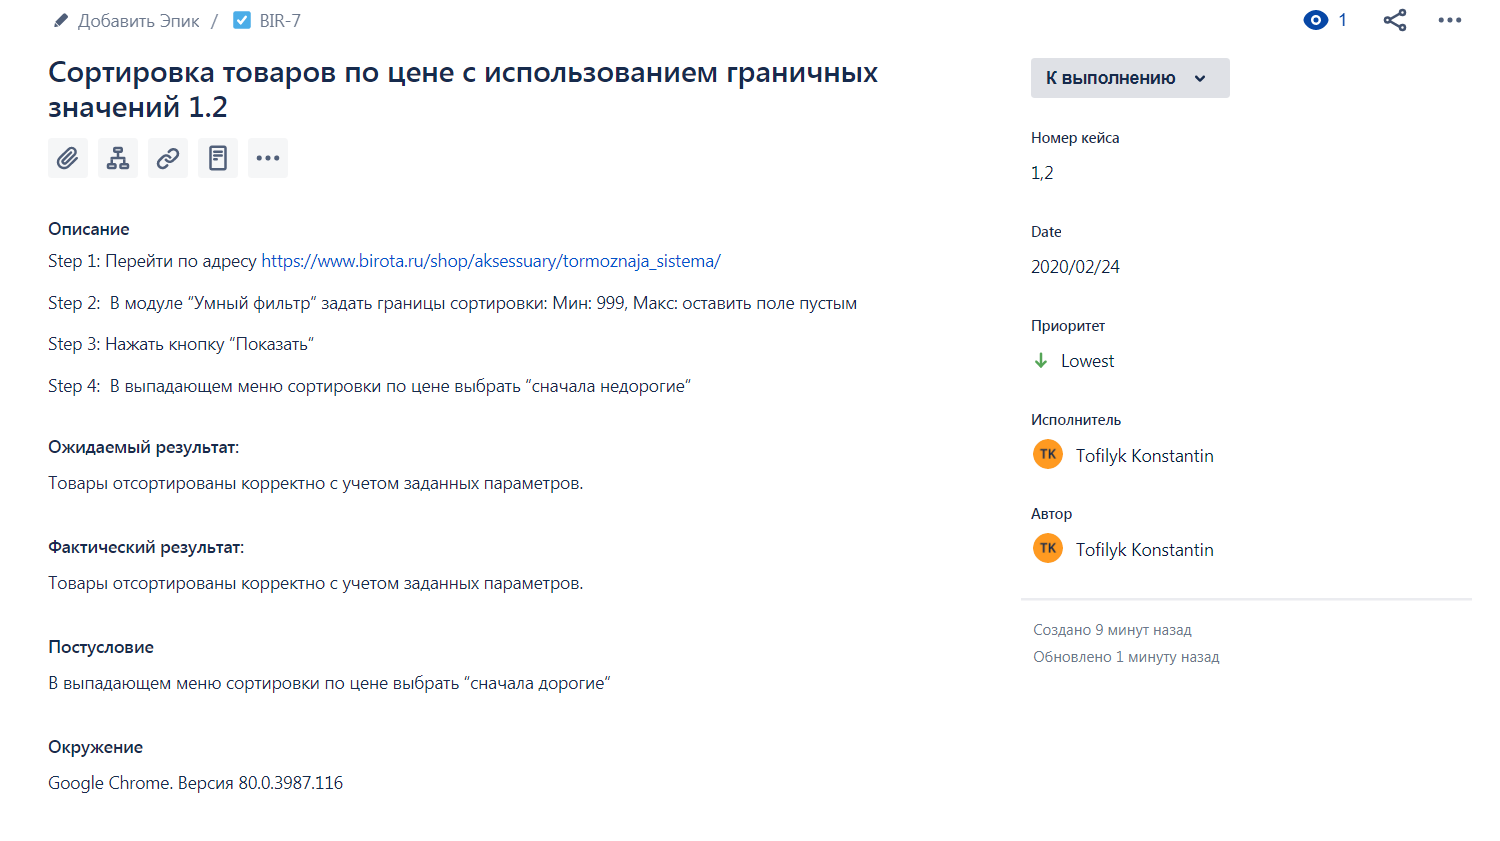 Добавить Эпик / BIR-7
1
Сортировка товаров по цене с использованием граничных
значений 1.2
Описание
Step 1: Перейти по адресу https://www.birota.ru/shop/aksessuary/tormoznaja_sistema/
Step 2:  В модуле “Умный фильтр“ задать границы сортировки: Мин: 999, Макс: оставить поле пустым
Step 3: Нажать кнопку “Показать“
Step 4:  В выпадающем меню сортировки по цене выбрать “сначала недорогие“
Ожидаемый результат:
Товары отсортированы корректно с учетом заданных параметров.
Фактический результат:
Товары отсортированы корректно с учетом заданных параметров.
Постусловие
В выпадающем меню сортировки по цене выбрать “сначала дорогие“
Окружение
Google Chrome. Версия 80.0.3987.116
К выполнению
Номер кейса
1,2
Date
2020/02/24
Приоритет
Lowest
Исполнитель
TK Tofilyk Konstantin
Автор
TK Tofilyk Konstantin
Создано 9 минут назад
Обновлено 1 минуту назад